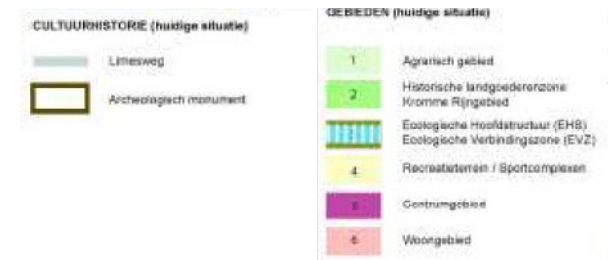 CULTUURHISTORIE (huidige situatie)
Limesweg
Archeologisch monument
GEBIEDEN (huidige situatie)
1 Agrarisch gebied
2 Historische landgoederenzone
Kromme Rijngebied
Ecologische Hoofdstructuur (EHS)
Ecologische Verbindingszone (EVZ)
4 Recreatieterrein / Sportcomplexen
5 Centrumgebied
6 Woongebied